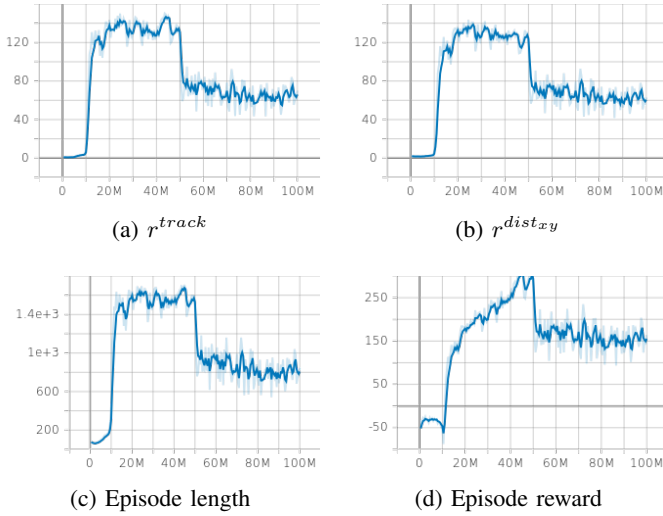 120
80
40
0
0 20M 40M 60M 80M 100M
(a) r^{track}
120
80
40
0
0 20M 40M 60M 80M 100M
(b) r^{dist_{xy}}
1.4e+3
1e+3
600
200
0 20M 40M 60M 80M 100M
(c) Episode length
250
150
50
-50
0 20M 40M 60M 80M 100M
(d) Episode reward